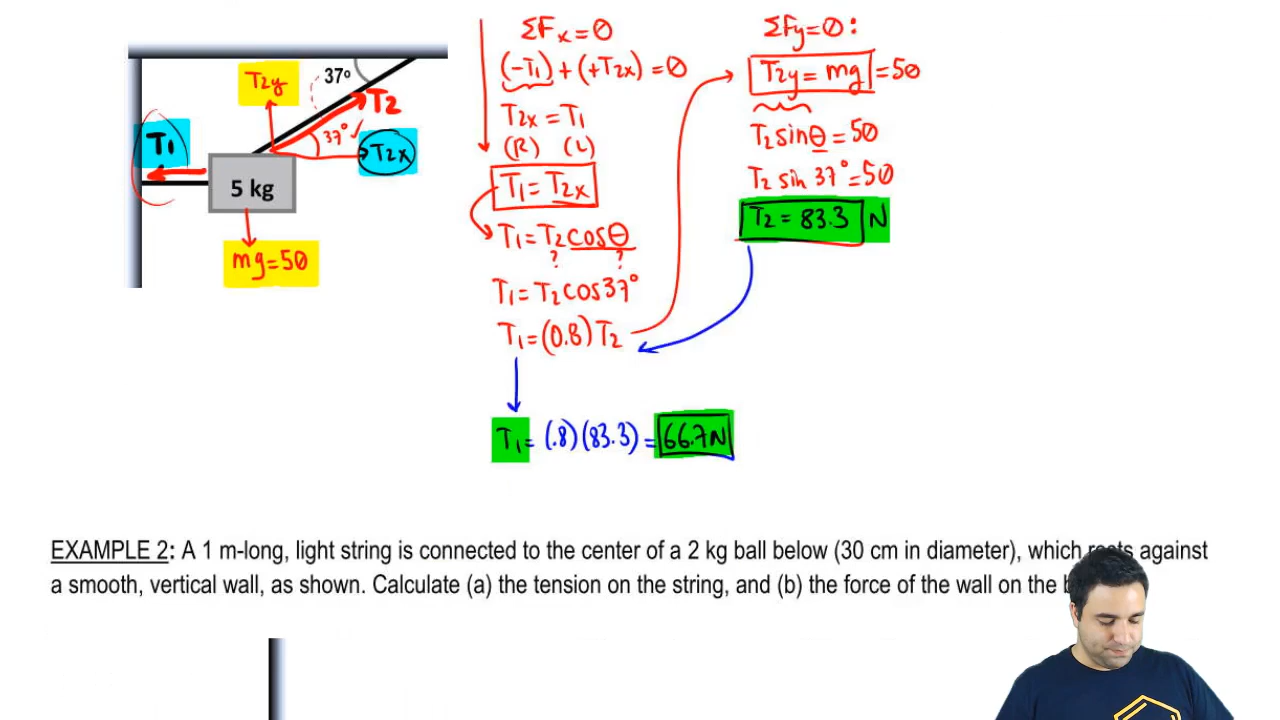 37°
T2y
T2
37°
T2x
T1
5 kg
mg=50
ΣFx=0
(-T1)+(+T2x)=0
T2x=T1
(R) (L)
T1=T2x
T1=T2cosθ
? ?
T1=T2cos37°
T1=(0.8)T2
T1=(.8)(83.3)=66.7N
ΣFy=0:
T2y=mg=50
T2sinθ=50
T2 sin 37°=50
T2=83.3 N
EXAMPLE 2: A 1 m-long, light string is connected to the center of a 2 kg ball below (30 cm in diameter), which rests against
a smooth, vertical wall, as shown. Calculate (a) the tension on the string, and (b) the force of the wall on the